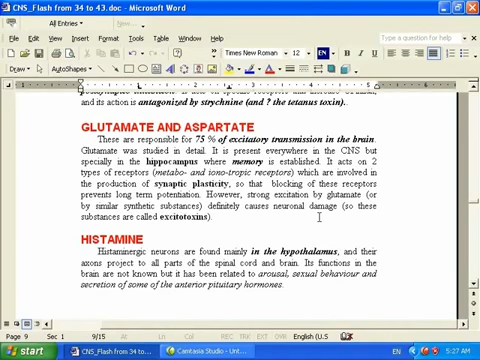 CNS_Flash from 34 to 43.doc - Microsoft Word
All Entries
New...
File Edit View Insert Format Tools Table Window Help
Times New Roman 12
Draw AutoShapes
and its action is antagonized by strychnine (and ? the tetanus toxin).
GLUTAMATE AND ASPARTATE
These are responsible for 75 % of excitatory transmission in the brain.
Glutamate was studied in detail. It is present everywhere in the CNS but
specially in the hippocampus where memory is established. It acts on 2
types of receptors (metabo- and iono-tropic receptors) which are involved
in the production of synaptic plasticity, so that blocking of these receptors
prevents long term potentiation. However, strong excitation by glutamate (or
by similar synthetic substances) definitely causes neuronal damage (so these
substances are called excitotoxins).
HISTAMINE
Histaminergic neurons are found mainly in the hypothalamus, and their
axons project to all parts of the spinal cord and brain. Its functions in the
brain are not known but it has been related to arousal, sexual behaviour and
secretion of some of the anterior pituitary hormones.
Page 9 Sec 1 9/15 At Ln Col REC TRK EXT OVR English (U.S
start CNS_Flash from 34 to... Camtasia Studio - Unt... EN 5:27 AM